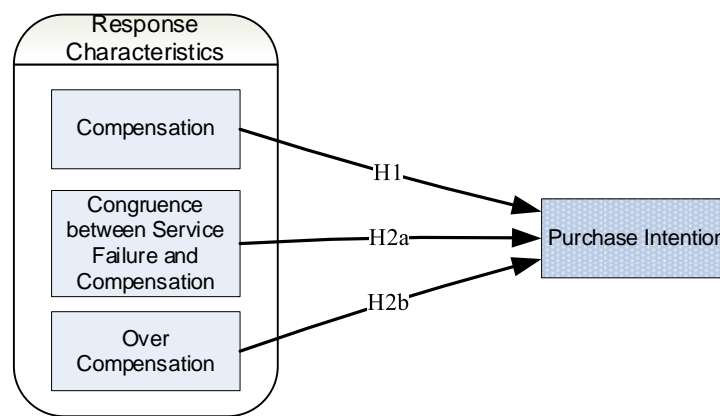 Response
Characteristics
Compensation
Congruence
between Service
Failure and
Compensation
Over
Compensation
H1
H2a
H2b
Purchase Intention